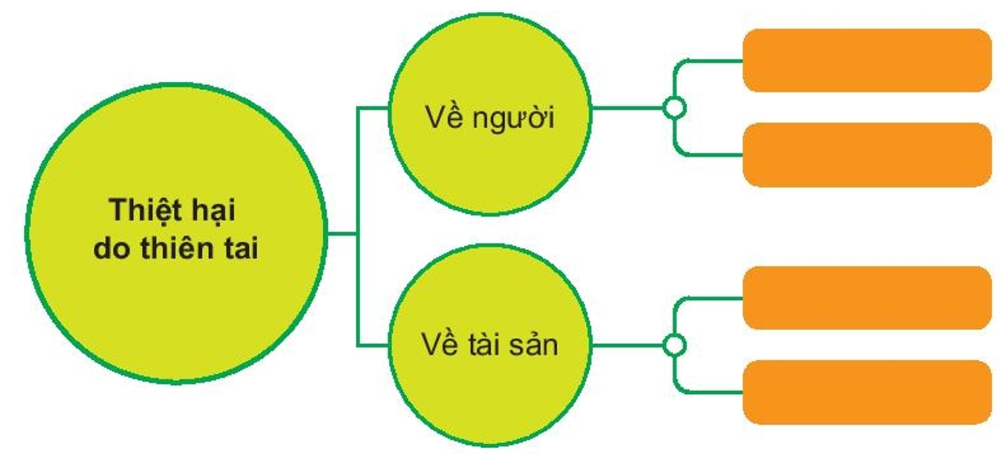 Thiệt hại
do thiên tai
Về người
Về tài sản